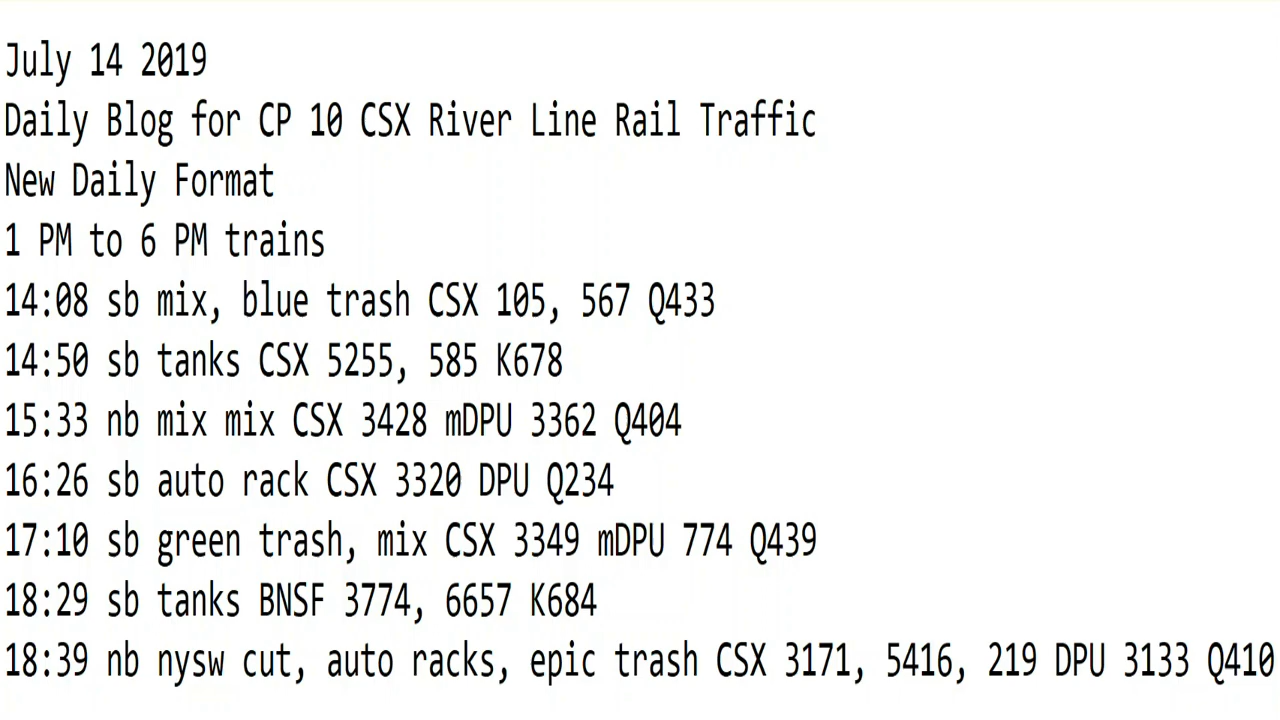 July 14 2019
Daily Blog for CP 10 CSX River Line Rail Traffic
New Daily Format
1 PM to 6 PM trains
14:08 sb mix, blue trash CSX 105, 567 Q433
14:50 sb tanks CSX 5255, 585 K678
15:33 nb mix mix CSX 3428 mDPU 3362 Q404
16:26 sb auto rack CSX 3320 DPU Q234
17:10 sb green trash, mix CSX 3349 mDPU 774 Q439
18:29 sb tanks BNSF 3774, 6657 K684
18:39 nb nysw cut, auto racks, epic trash CSX 3171, 5416, 219 DPU 3133 Q410